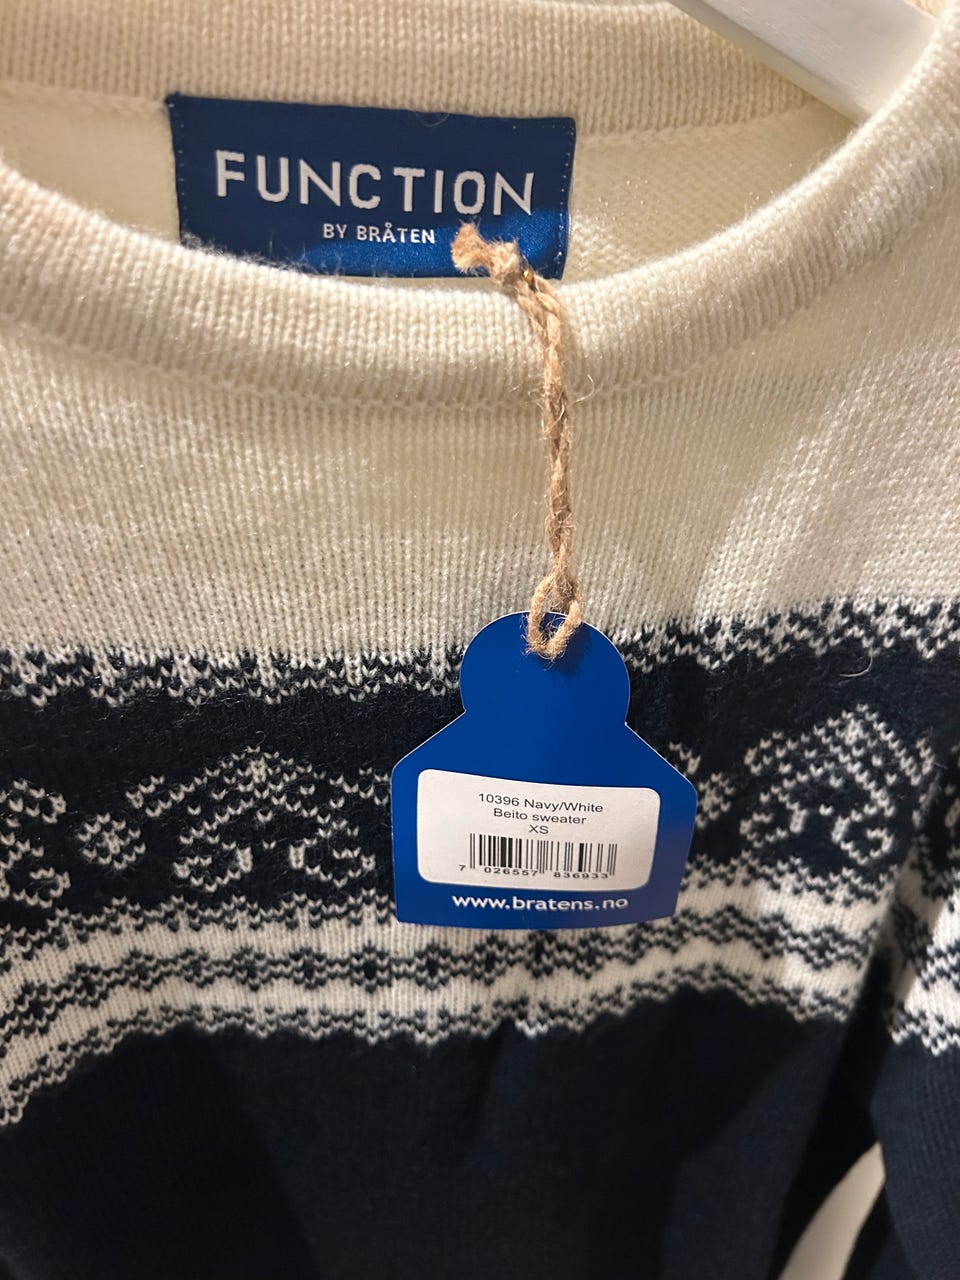 FUNCTION
BY BRÅTEN
10396 Navy/White
Beito sweater
XS
7 026557 836933
www.bratens.no